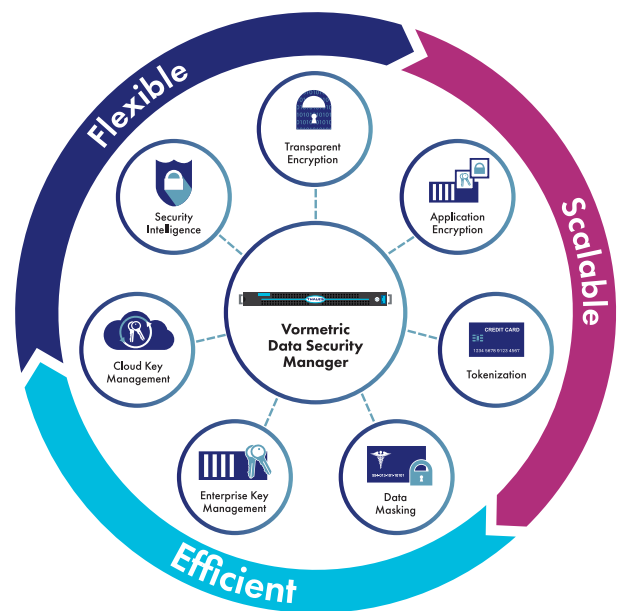 Flexible
Scalable
Efficient
Transparent
Encryption
Application
Encryption
CREDIT CARD
1234 5678 9123 4567
Tokenization
Data
Masking
Enterprise Key
Management
Cloud Key
Management
Security
Intelligence
THALES
Vormetric
Data Security
Manager